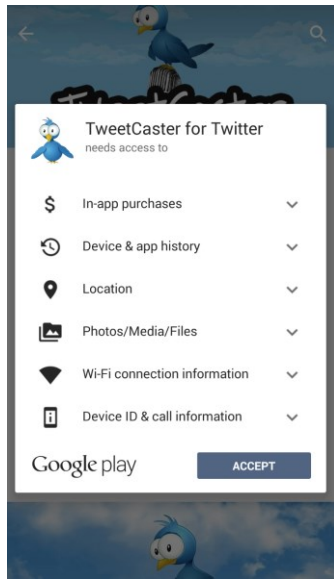 TweetCaster
TweetCaster for Twitter
needs access to
$ In-app purchases
Device & app history
Location
Photos/Media/Files
Wi-Fi connection information
Device ID & call information
Google play
ACCEPT